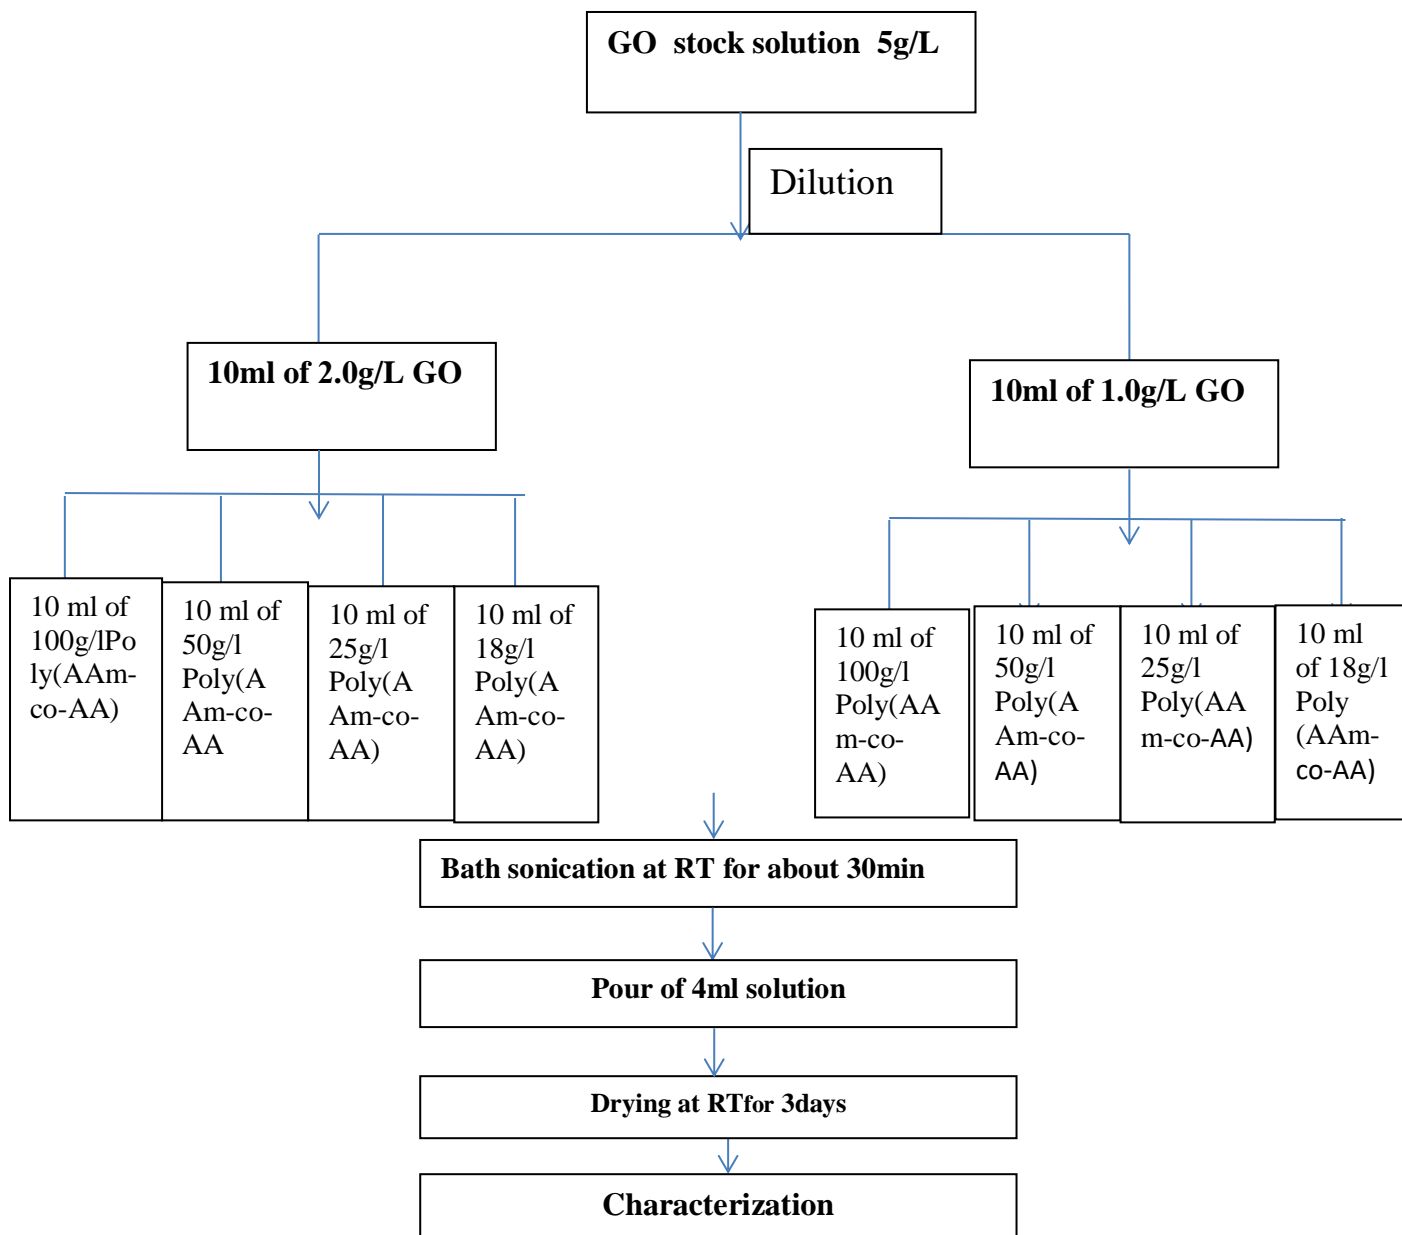 GO stock solution 5g/L
Dilution
10ml of 2.0g/L GO
10ml of 1.0g/L GO
10 ml of
100g/lPo
ly(AAm-
co-AA)
10 ml of
50g/l
Poly(A
Am-co-
AA
10 ml of
25g/l
Poly(A
Am-co-
AA)
10 ml of
18g/l
Poly(A
Am-co-
AA)
10 ml of
100g/l
Poly(AA
m-co-
AA)
10 ml of
50g/l
Poly(A
Am-co-
AA)
10 ml of
25g/l
Poly(AA
m-co-AA)
10 ml
of 18g/l
Poly
(AAm-
co-AA)
Bath sonication at RT for about 30min
Pour of 4ml solution
Drying at RTfor 3days
Characterization